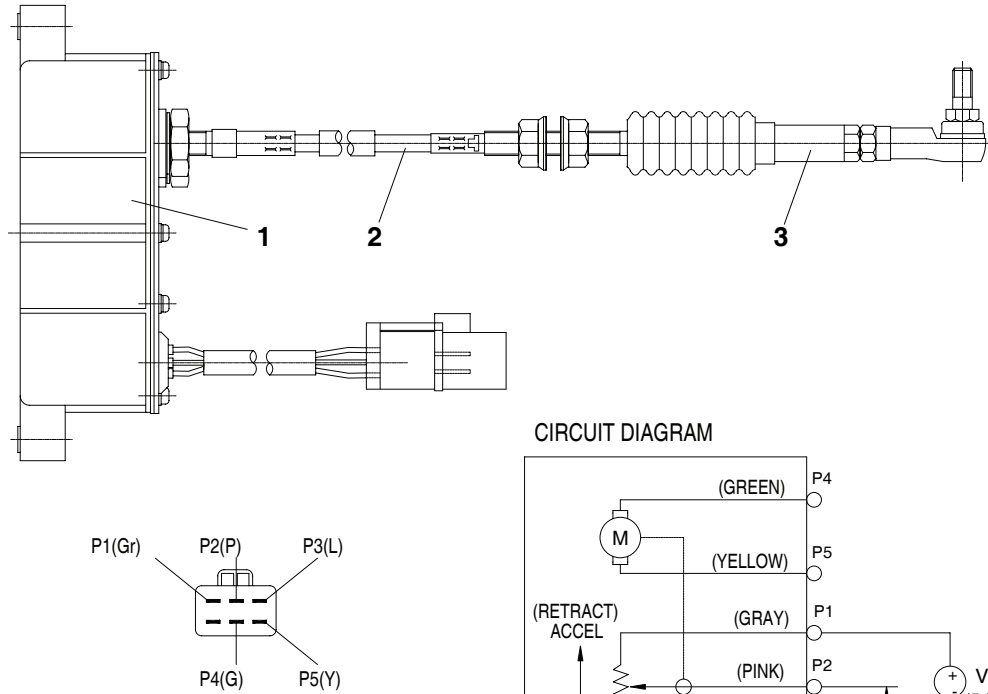 1
2
3
CIRCUIT DIAGRAM
P1(Gr)
P2(P)
P3(L)
P4(G)
P5(Y)
(GREEN)
P4
M
(YELLOW)
P5
(RETRACT)
ACCEL
(GRAY)
P1
(PINK)
P2
+
V